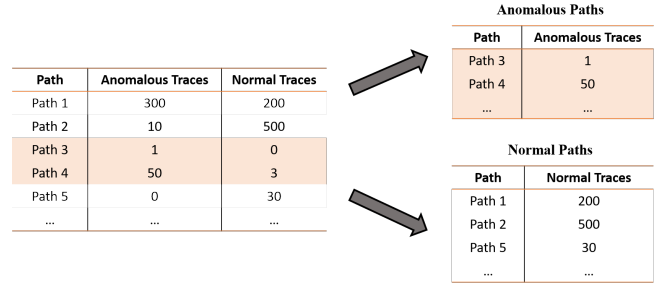 Path Anomalous Traces Normal Traces
Path 1 300 200
Path 2 10 500
Path 3 1 0
Path 4 50 3
Path 5 0 30
... ... ...
Anomalous Paths
Path Anomalous Traces
Path 3 1
Path 4 50
... ...
Normal Paths
Path Normal Traces
Path 1 200
Path 2 500
Path 5 30
... ...